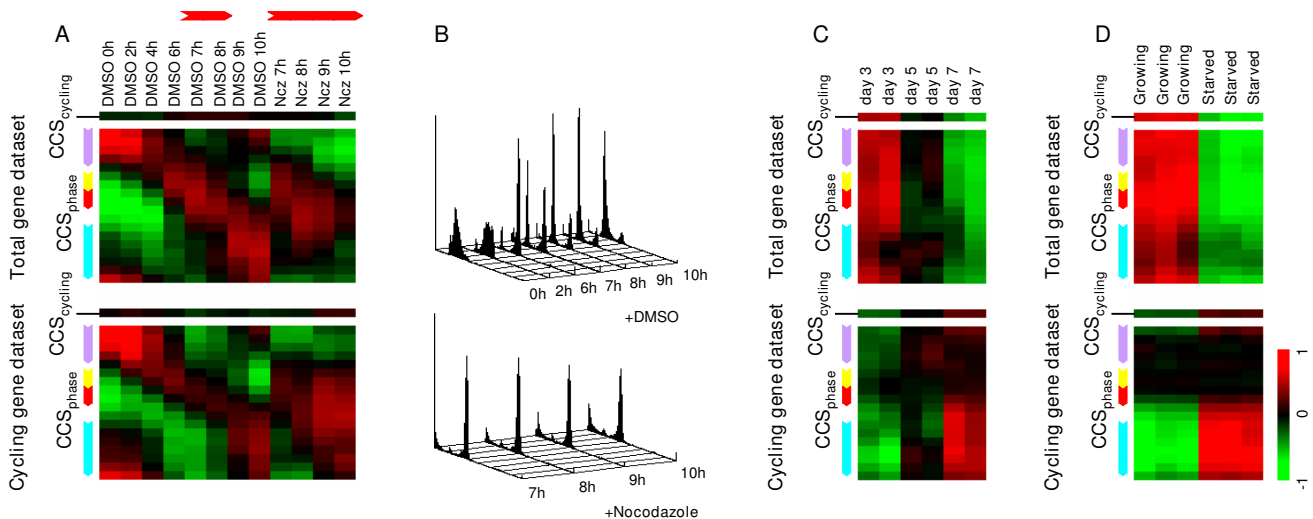 A
DMSO 0h
DMSO 2h
DMSO 4h
DMSO 6h
DMSO 7h
DMSO 8h
DMSO 9h
DMSO 10h
Ncz 7h
Ncz 8h
Ncz 9h
Ncz 10h
Total gene dataset
CCScycling
CCSphase
Cycling gene dataset
CCScycling
CCSphase
B
0h
2h
6h
7h
8h
9h
10h
+DMSO
7h
8h
9h
10h
+Nocodazole
C
day 3
day 3
day 5
day 5
day 7
day 7
Total gene dataset
CCScycling
CCSphase
Cycling gene dataset
CCScycling
CCSphase
D
Growing
Growing
Growing
Starved
Starved
Starved
Total gene dataset
CCScycling
CCSphase
Cycling gene dataset
CCScycling
CCSphase
1
0
-1